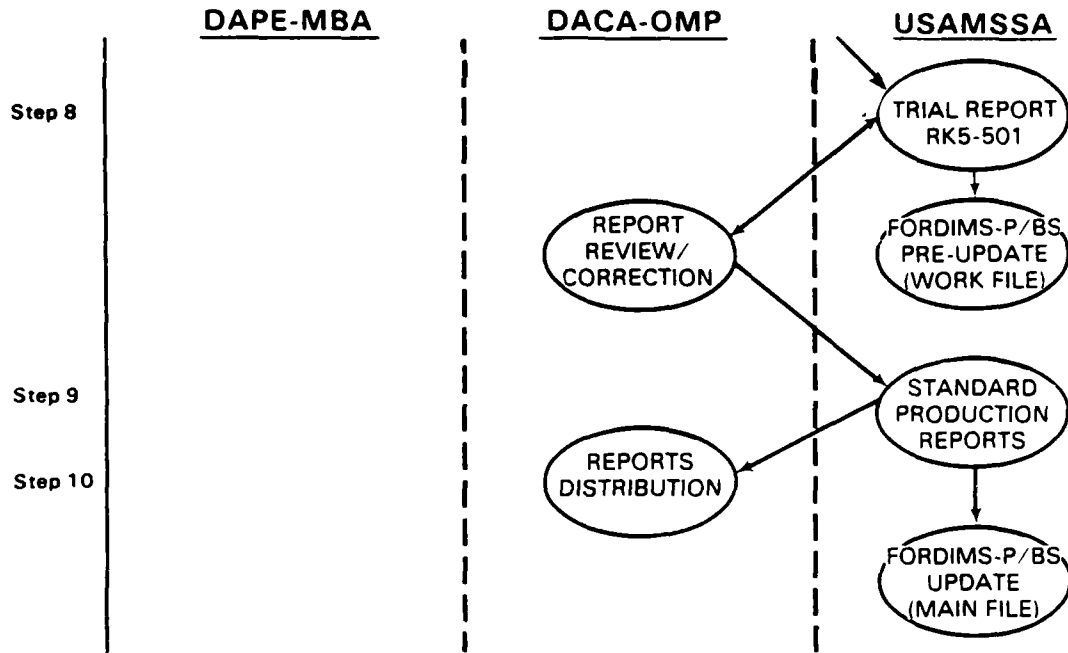 DAPE-MBA
DACA-OMP
USAMSSA
Step 8
TRIAL REPORT
RK5-501
REPORT
REVIEW/
CORRECTION
FORDIMS-P/BS
PRE-UPDATE
(WORK FILE)
Step 9
STANDARD
PRODUCTION
REPORTS
Step 10
REPORTS
DISTRIBUTION
FORDIMS-P/BS
UPDATE
(MAIN FILE)